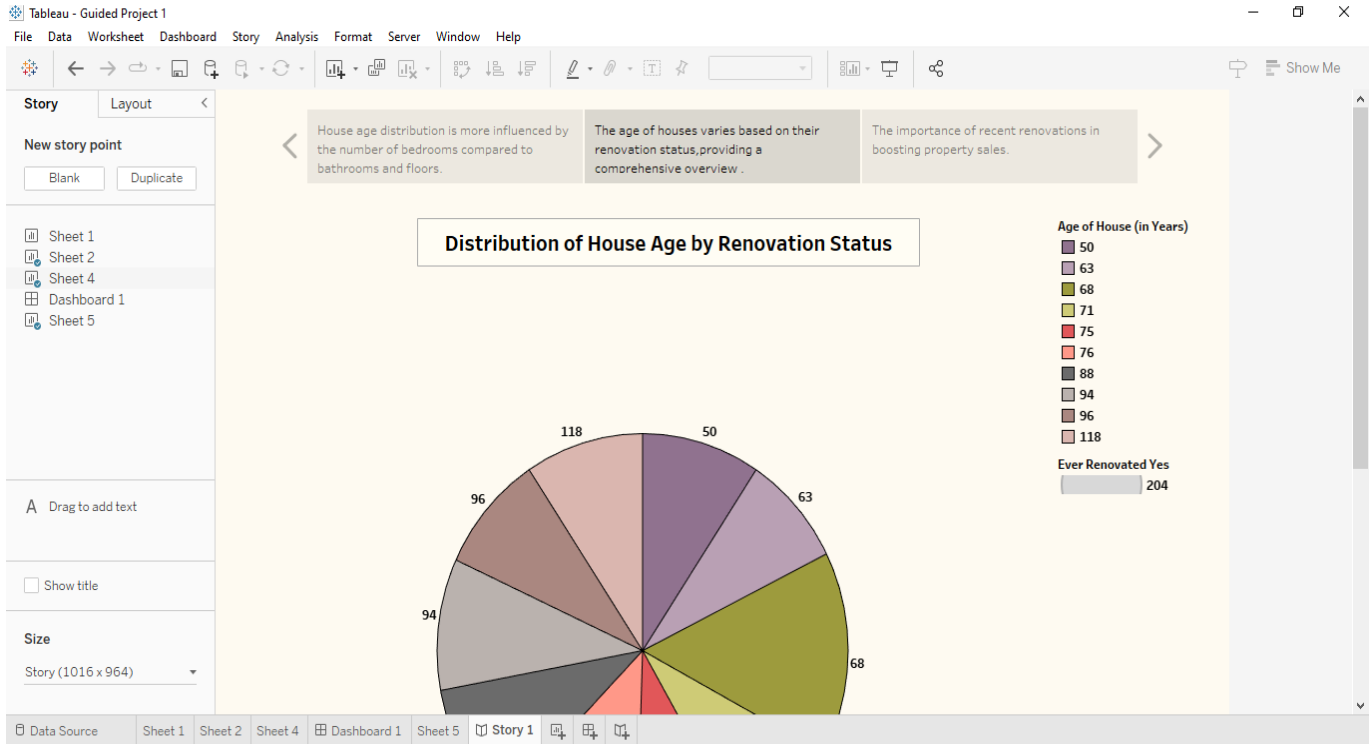 Tableau - Guided Project 1
File Data Worksheet Dashboard Story Analysis Format Server Window Help
Show Me
Story Layout
New story point
Blank Duplicate
Sheet 1
Sheet 2
Sheet 4
Dashboard 1
Sheet 5
A Drag to add text
Show title
Size
Story (1016 x 964)
House age distribution is more influenced by
the number of bedrooms compared to
bathrooms and floors.
The age of houses varies based on their
renovation status,providing a
comprehensive overview .
The importance of recent renovations in
boosting property sales.
Distribution of House Age by Renovation Status
118
50
96
63
94
68
Age of House (in Years)
50
63
68
71
75
76
88
94
96
118
Ever Renovated Yes
204
Data Source Sheet 1 Sheet 2 Sheet 4 Dashboard 1 Sheet 5 Story 1